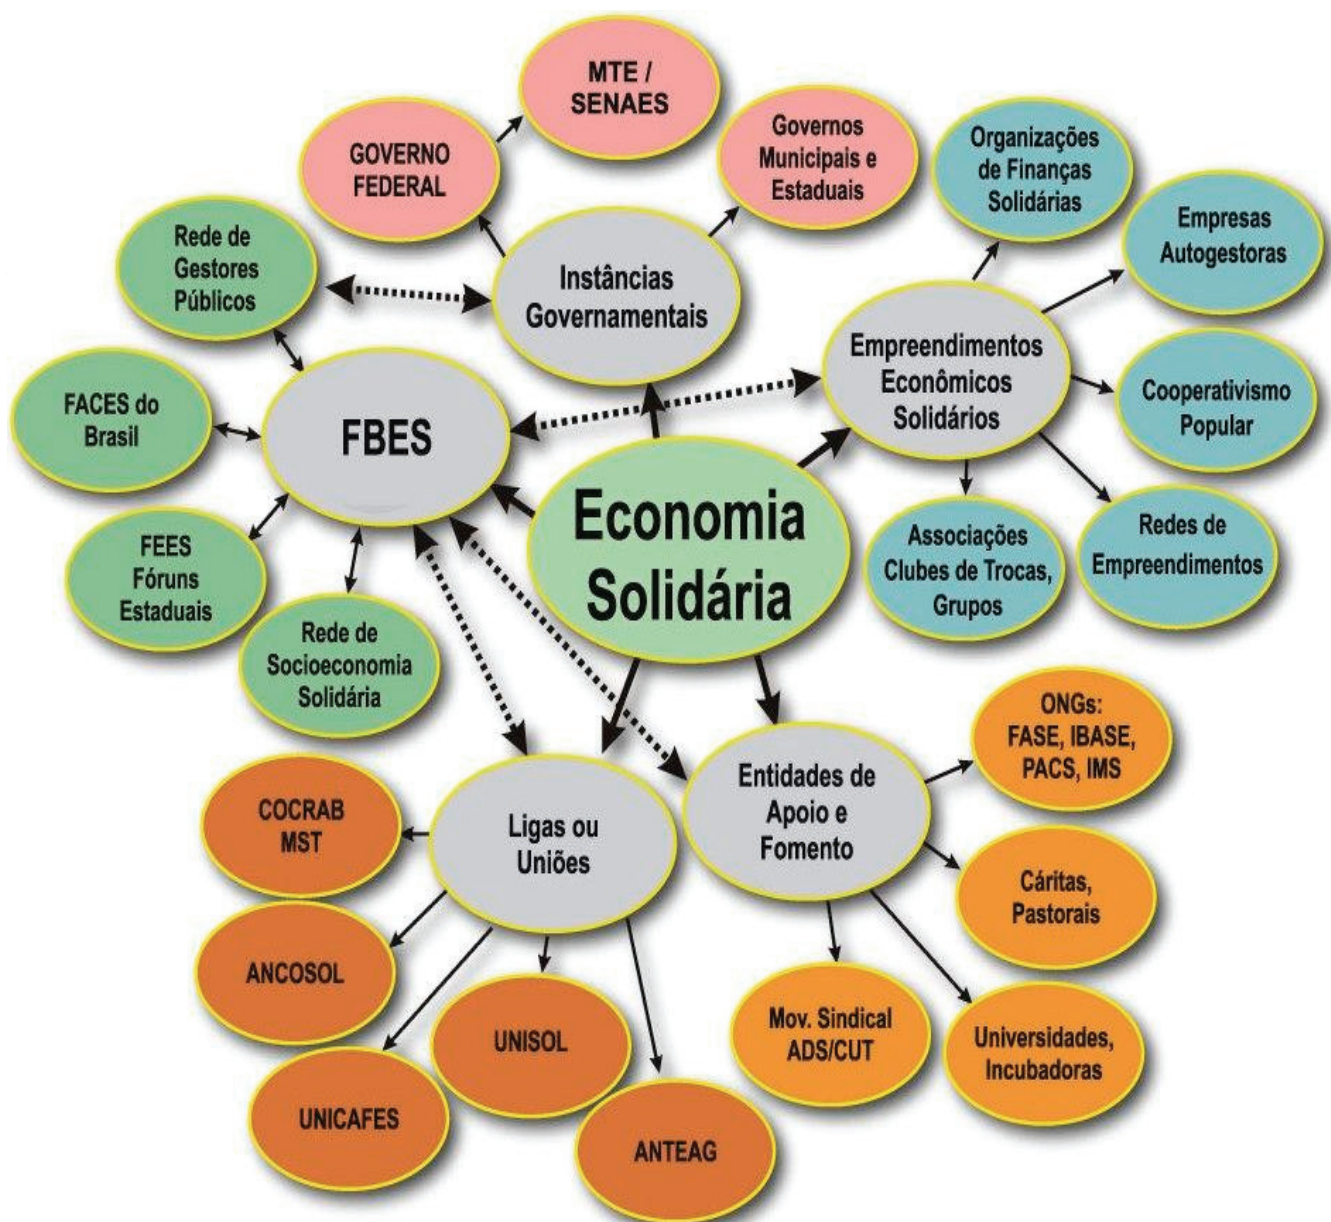 MTE /
SENAES
GOVERNO
FEDERAL
Governos
Municipais e
Estaduais
Organizações
de Finanças
Solidárias
Empresas
Autogestoras
Rede de
Gestores
Públicos
Instâncias
Governamentais
Empreendimentos
Econômicos
Solidários
Cooperativismo
Popular
FACES do
Brasil
FBES
Economia
Solidária
FEES
Fóruns
Estaduais
Associações
Clubes de Trocas,
Grupos
Redes de
Empreendimentos
Rede de
Socioeconomia
Solidária
ONGs:
FASE, IBASE,
PACS, IMS
Entidades de
Apoio e
Fomento
Ligas ou
Uniões
COCRAB
MST
Cáritas,
Pastorais
ANCOSOL
Mov. Sindical
ADS/CUT
Universidades,
Incubadoras
UNISOL
UNICAFES
ANTEAG